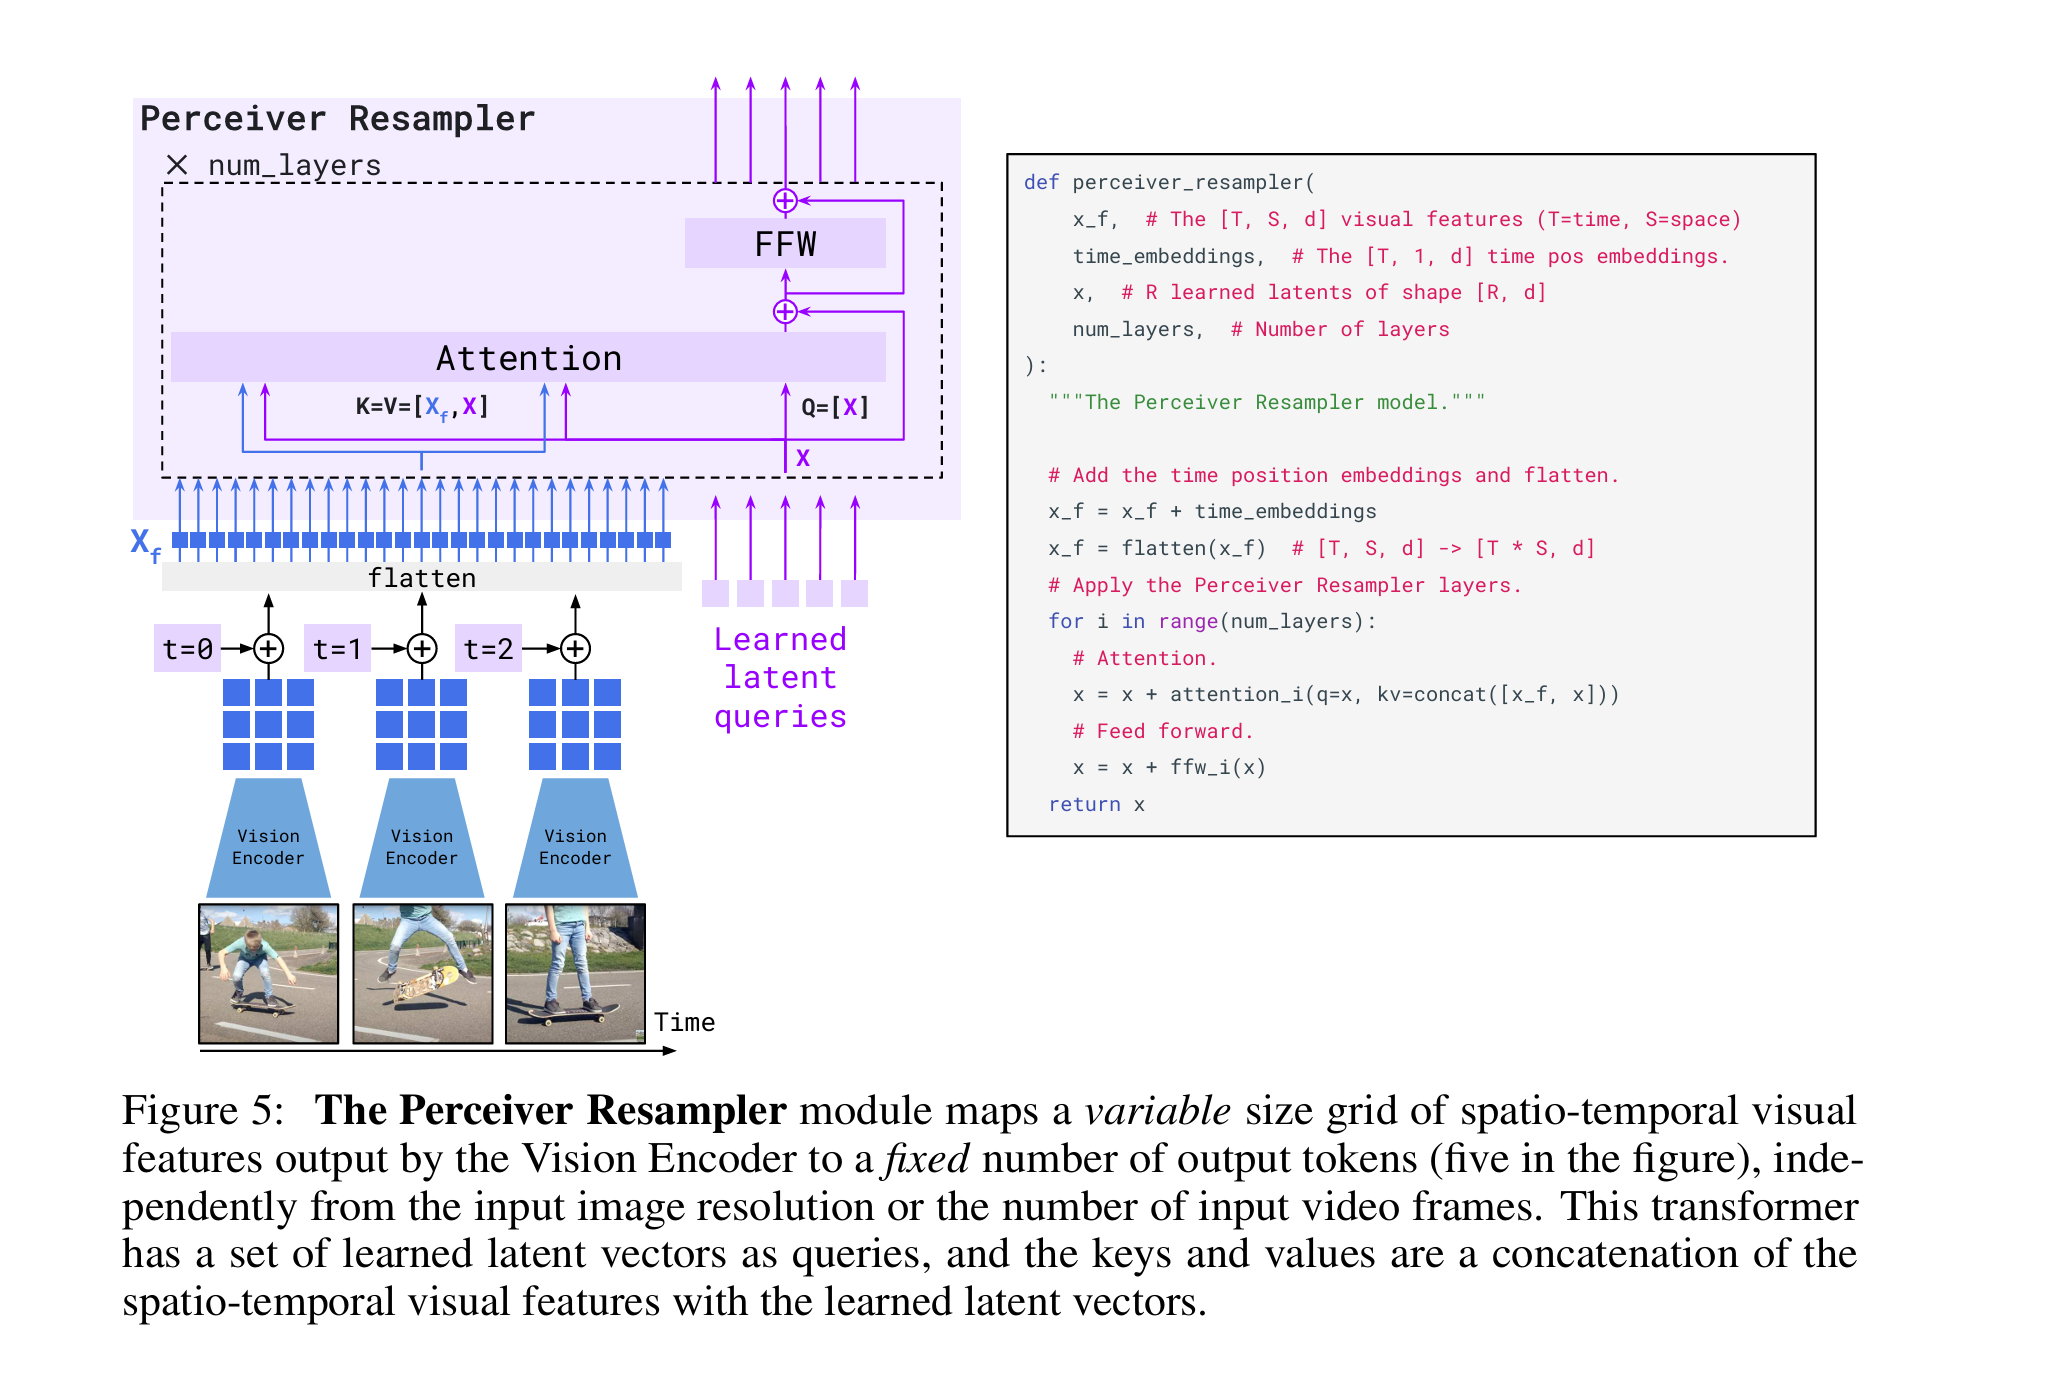 Perceiver Resampler
× num_layers
FFW
Attention
K=V=[Xf,X]
Q=[X]
X
Xf
flatten
t=0
t=1
t=2
Learned
latent
queries
Vision
Encoder
Vision
Encoder
Vision
Encoder
Time
def perceiver_resampler(
x_f,  # The [T, S, d] visual features (T=time, S=space)
time_embeddings,  # The [T, 1, d] time pos embeddings.
x,  # R learned latents of shape [R, d]
num_layers,  # Number of layers
):
"""The Perceiver Resampler model."""
# Add the time position embeddings and flatten.
x_f = x_f + time_embeddings
x_f = flatten(x_f)  # [T, S, d] -> [T * S, d]
# Apply the Perceiver Resampler layers.
for i in range(num_layers):
# Attention.
x = x + attention_i(q=x, kv=concat([x_f, x]))
# Feed forward.
x = x + ffw_i(x)
return x
Figure 5: The Perceiver Resampler module maps a variable size grid of spatio-temporal visual
features output by the Vision Encoder to a fixed number of output tokens (five in the figure), inde-
pendently from the input image resolution or the number of input video frames. This transformer
has a set of learned latent vectors as queries, and the keys and values are a concatenation of the
spatio-temporal visual features with the learned latent vectors.